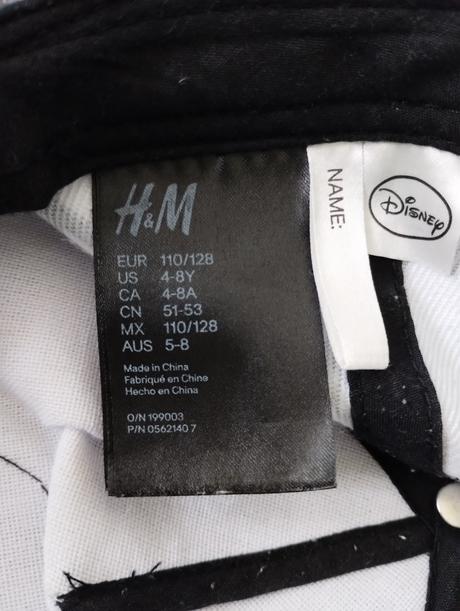 H&M
EUR 110/128
US 4-8Y
CA 4-8A
CN 51-53
MX 110/128
AUS 5-8
Made in China
Fabriqué en Chine
Hecho en China
O/N 199003
P/N 0562140 7
NAME:
Disney